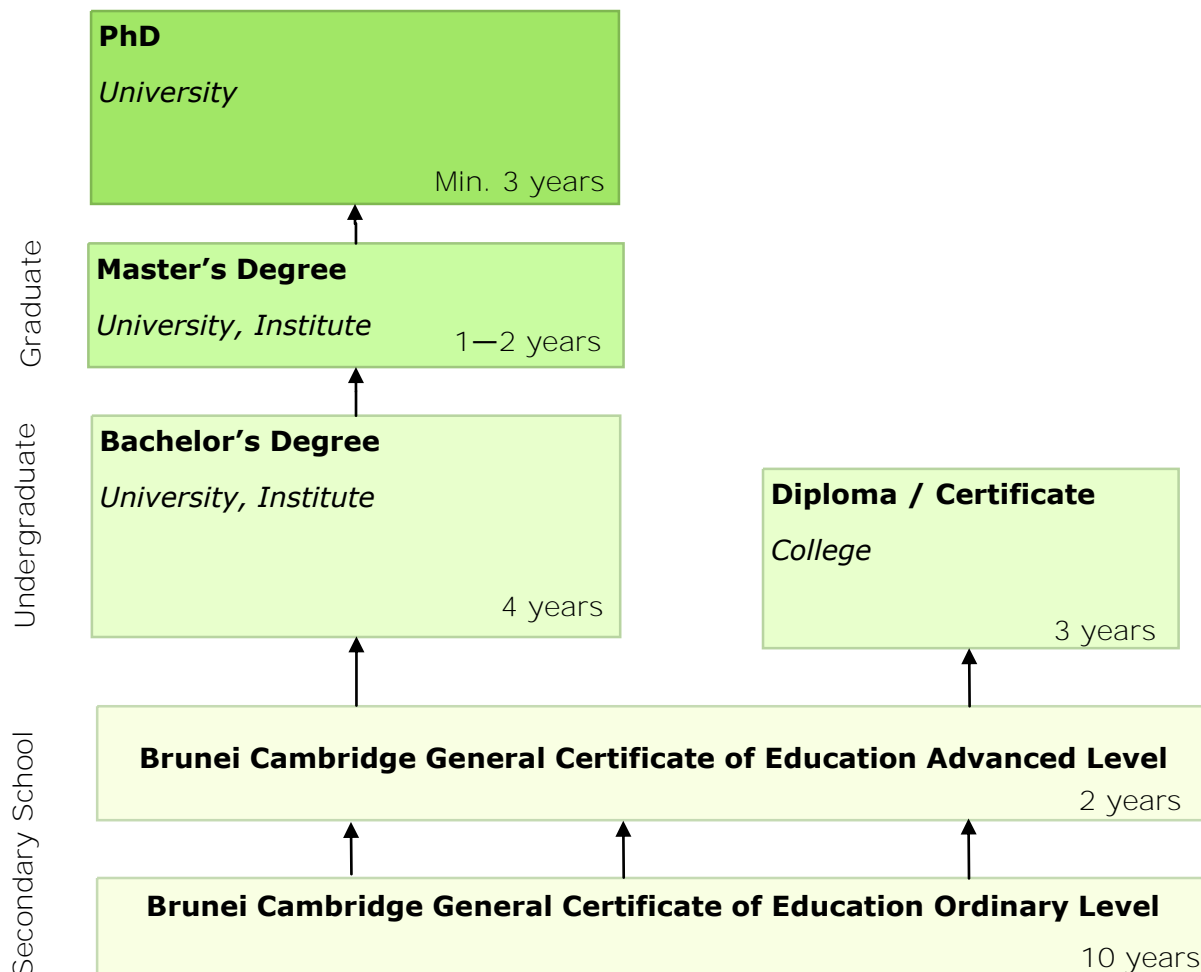 PhD
University
Min. 3 years
Graduate
Master's Degree
University, Institute
1—2 years
Undergraduate
Bachelor's Degree
University, Institute
4 years
Diploma / Certificate
College
3 years
Secondary School
Brunei Cambridge General Certificate of Education Advanced Level
2 years
Brunei Cambridge General Certificate of Education Ordinary Level
10 years